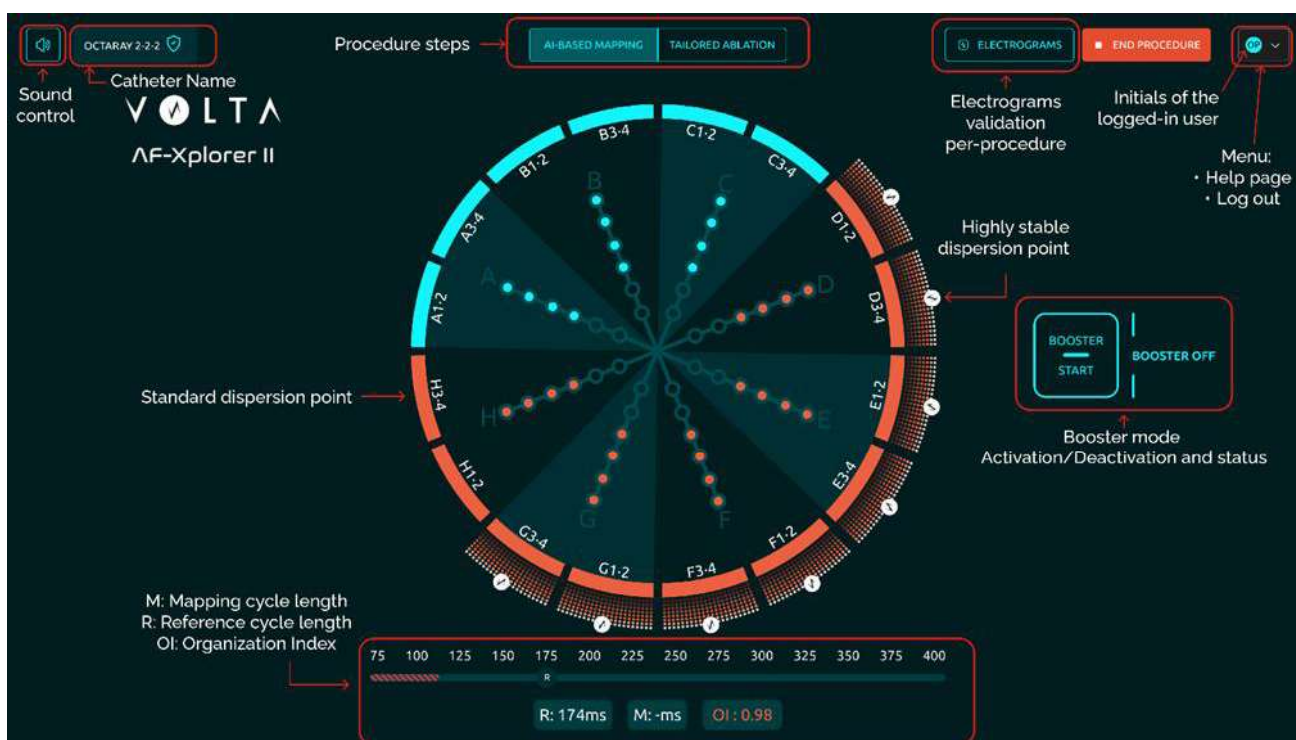 OCTARAY 2-2-2
Procedure steps
AI-BASED MAPPING
TAILORED ABLATION
ELECTROGRAMS
END PROCEDURE
OP
Sound
control
Catheter Name
VOLTA
AF-Xplorer II
Electrograms
validation
per-procedure
Initials of the
logged-in user
Menu:
• Help page
• Log out
B3-4
C1-2
B1-2
C3-4
A3-4
D1-2
A1-2
D3-4
H3-4
E1-2
H1-2
E3-4
G3-4
F1-2
G1-2
F3-4
A
B
C
D
E
F
G
H
Highly stable
dispersion point
Standard dispersion point
BOOSTER
START
BOOSTER OFF
Booster mode
Activation/Deactivation and status
M: Mapping cycle length
R: Reference cycle length
OI: Organization Index
75 100 125 150 175 200 225 250 275 300 325 350 375 400
R
R: 174ms
M: -ms
OI : 0.98